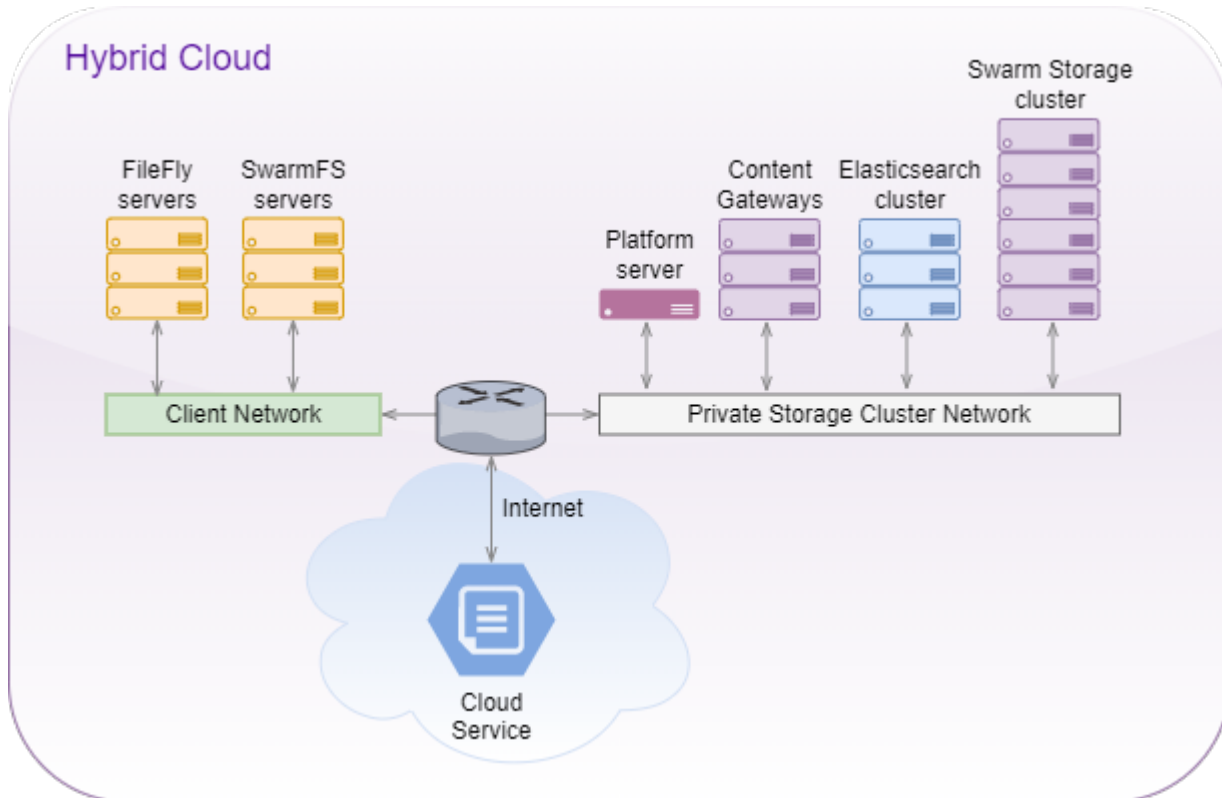 Hybrid Cloud
FileFly
servers
SwarmFS
servers
Platform
server
Content
Gateways
Elasticsearch
cluster
Swarm Storage
cluster
Client Network
Private Storage Cluster Network
Internet
Cloud
Service